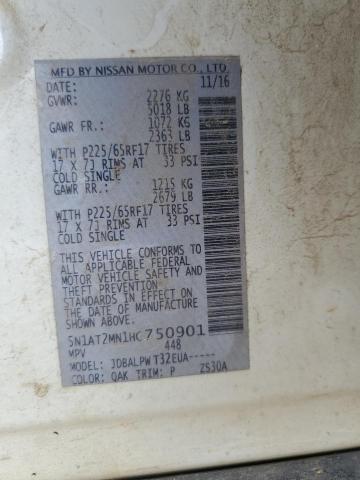 MFD BY NISSAN MOTOR CO., LTD.
DATE: 11/16
GVWR: 2276 KG
5018 LB
GAWR FR: 1072 KG
2363 LB
WITH P225/65RF17 TIRES
17 X 7J RIMS AT 33 PSI
COLD SINGLE
GAWR RR: 1215 KG
2679 LB
WITH P225/65RF17 TIRES
17 X 7J RIMS AT 33 PSI
COLD SINGLE
THIS VEHICLE CONFORMS TO
ALL APPLICABLE FEDERAL
MOTOR VEHICLE SAFETY AND
THEFT PREVENTION
STANDARDS IN EFFECT ON
THE DATE OF MANUFACTURE
SHOWN ABOVE.
5N1AT2MN1HC750901
MPV 448
MODEL: JDBALPWT32EUA-----
COLOR: QAK TRIM: P ZS30A